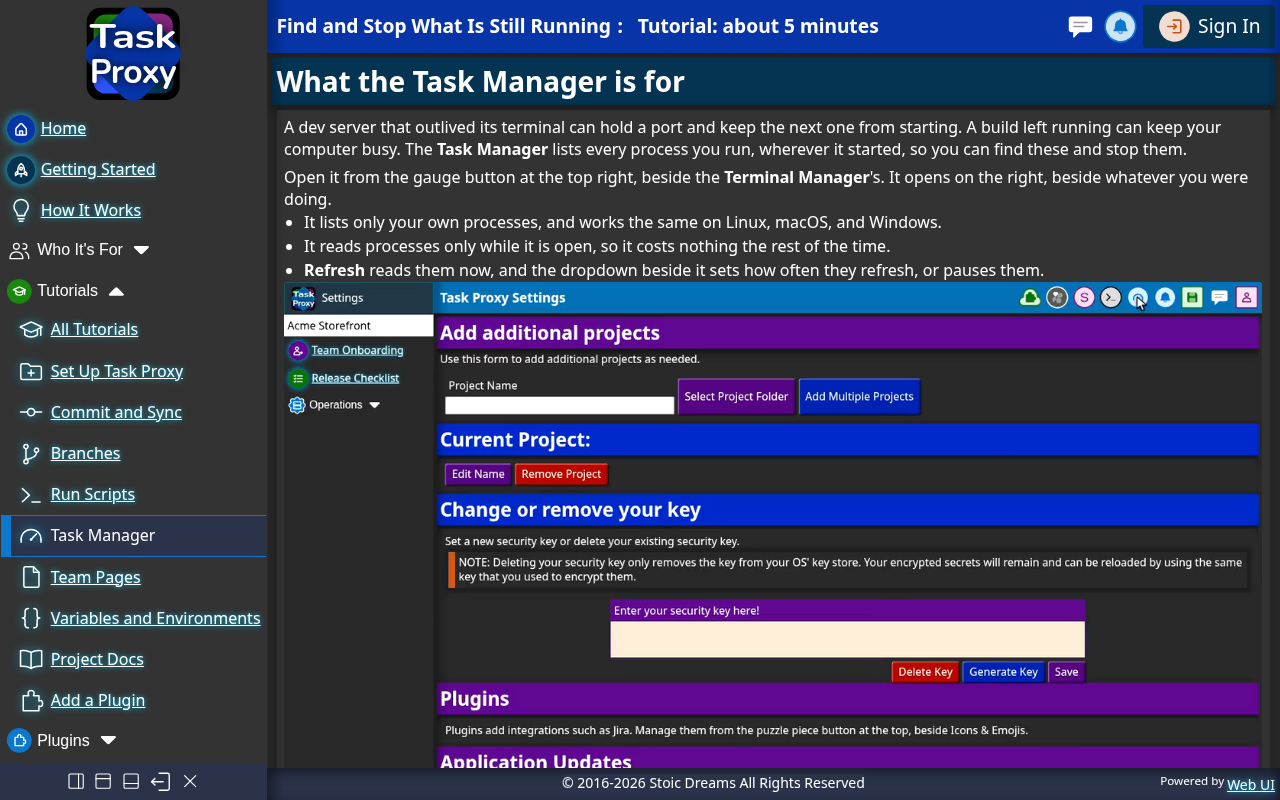 Task
Proxy
Home
Getting Started
How It Works
Who It's For
Tutorials
All Tutorials
Set Up Task Proxy
Commit and Sync
Branches
Run Scripts
Task Manager
Team Pages
Variables and Environments
Project Docs
Add a Plugin
Plugins
Find and Stop What Is Still Running : Tutorial: about 5 minutes
Sign In
What the Task Manager is for
A dev server that outlived its terminal can hold a port and keep the next one from starting. A build left running can keep your
computer busy. The Task Manager lists every process you run, wherever it started, so you can find these and stop them.
Open it from the gauge button at the top right, beside the Terminal Manager's. It opens on the right, beside whatever you were
doing.
• It lists only your own processes, and works the same on Linux, macOS, and Windows.
• It reads processes only while it is open, so it costs nothing the rest of the time.
• Refresh reads them now, and the dropdown beside it sets how often they refresh, or pauses them.
Task
Proxy
Settings
Task Proxy Settings
S
Acme Storefront
Team Onboarding
Release Checklist
Operations
Add additional projects
Use this form to add additional projects as needed.
Project Name
Select Project Folder
Add Multiple Projects
Current Project:
Edit Name
Remove Project
Change or remove your key
Set a new security key or delete your existing security key.
NOTE: Deleting your security key only removes the key from your OS' key store. Your encrypted secrets will remain and can be reloaded by using the same
key that you used to encrypt them.
Enter your security key here!
Delete Key
Generate Key
Save
Plugins
Plugins add integrations such as Jira. Manage them from the puzzle piece button at the top, beside Icons & Emojis.
Application Updates
© 2016-2026 Stoic Dreams All Rights Reserved
Powered by Web UI